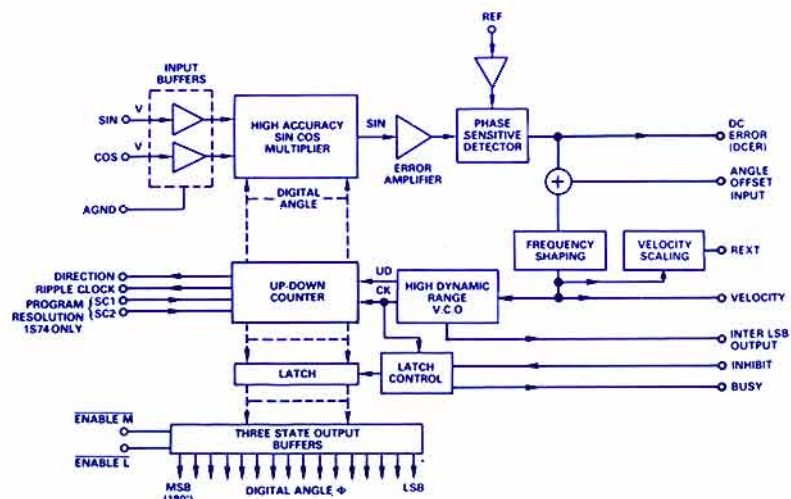 REF
INPUT
BUFFERS
SIN
V
COS
V
AGND
HIGH ACCURACY
SIN COS
MULTIPLIER
SIN
ERROR
AMPLIFIER
PHASE
SENSITIVE
DETECTOR
DC
ERROR
(DCER)
+
ANGLE
OFFSET
INPUT
DIGITAL
ANGLE
FREQUENCY
SHAPING
VELOCITY
SCALING
REXT
DIRECTION
RIPPLE CLOCK
PROGRAM
RESOLUTION
1S74 ONLY
{SC1
{SC2
UP-DOWN
COUNTER
UD
CK
HIGH DYNAMIC
RANGE
V.C.O
VELOCITY
INTER LSB
OUTPUT
LATCH
LATCH
CONTROL
INHIBIT
BUSY
ENABLE M
ENABLE L
THREE STATE OUTPUT
BUFFERS
MSB
(180°)
DIGITAL ANGLE Φ
LSB